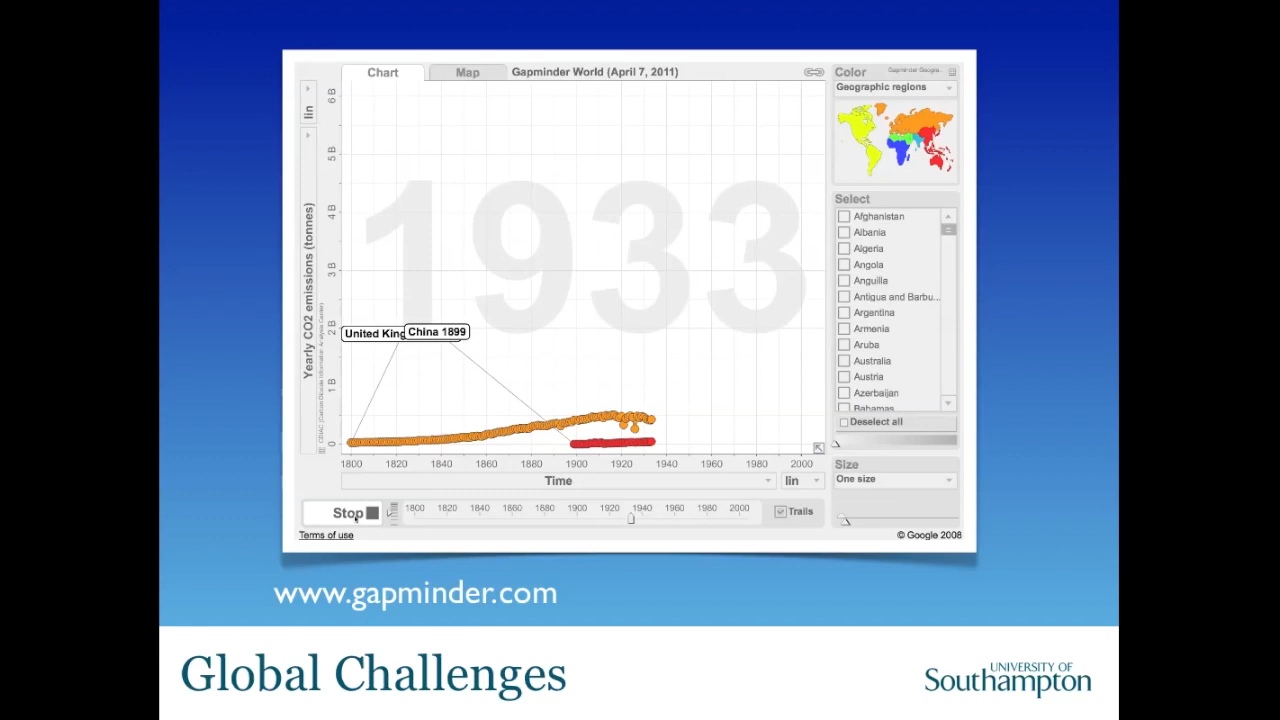 Chart
Map
Gapminder World (April 7, 2011)
Color
Geographic regions
lin
6 B
5 B
4 B
3 B
2 B
1 B
0
Yearly CO2 emissions (tonnes)
1933
United King
China 1899
Select
Afghanistan
Albania
Algeria
Angola
Anguilla
Antigua and Barbu...
Argentina
Armenia
Aruba
Australia
Austria
Azerbaijan
Bahamas
Deselect all
1800 1820 1840 1860 1880 1900 1920 1940 1960 1980 2000
Time
lin
Size
One size
Stop
1800 1820 1840 1860 1880 1900 1920 1940 1960 1980 2000
Trails
Terms of use
© Google 2008
www.gapminder.com
Global Challenges
UNIVERSITY OF
Southampton